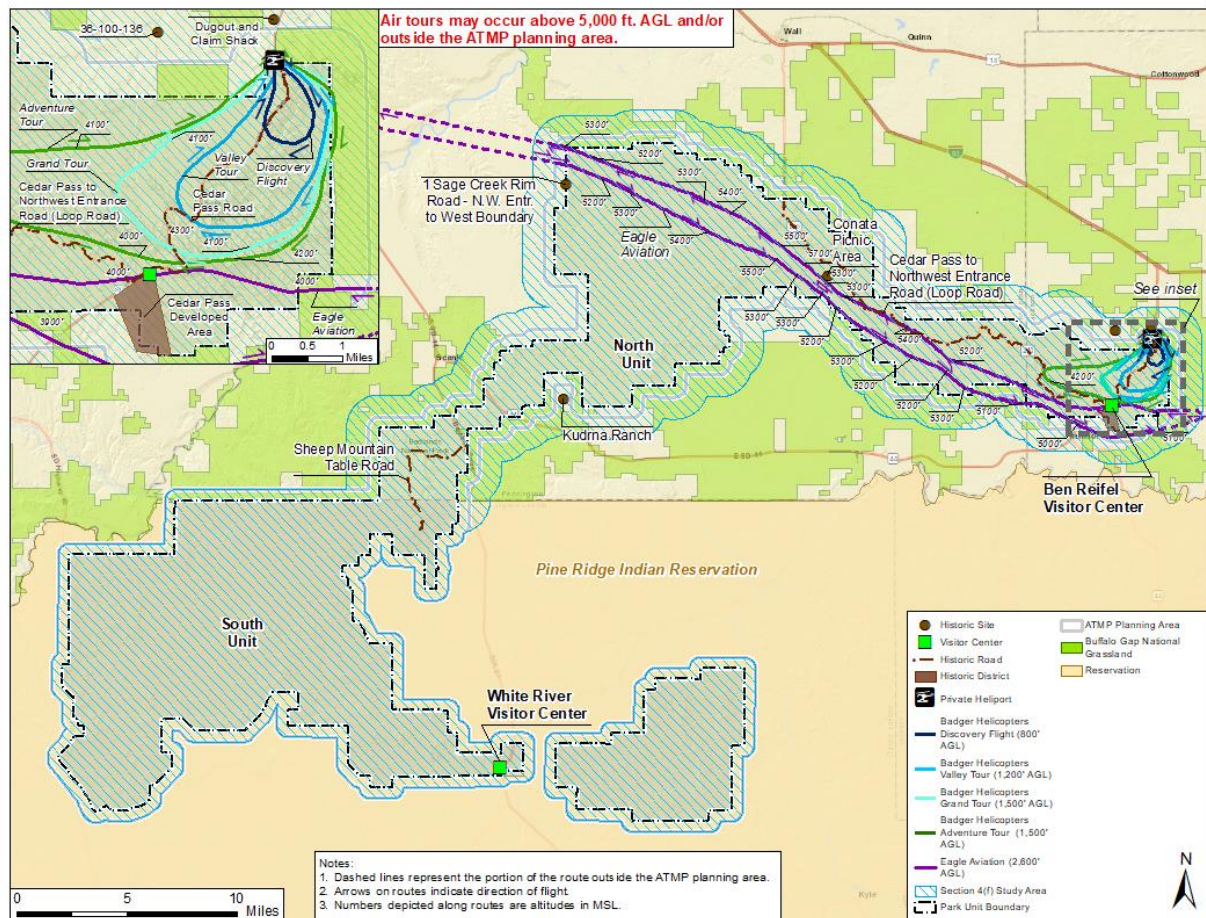 Air tours may occur above 5,000 ft. AGL and/or
outside the ATMP planning area.
36-100-136
Dugout and
Claim Shack
Adventure
Tour
4100'
4100'
Grand Tour
Valley
Tour
Discovery
Flight
Cedar Pass to
Northwest Entrance
Road (Loop Road)
Cedar
Pass Road
4000'
4300'
4100'
4200'
4000'
4000'
3900'
Cedar Pass
Developed
Area
Eagle
Aviation
0 0.5 1
Miles
Wall
Quinn
Cottonwood
5300'
5200'
5300'
5400'
1 Sage Creek Rim
Road - N.W. Entr.
to West Boundary
5200'
5300'
5400'
Eagle
Aviation
5500'
5700'
5500'
Conata
Picnic
Area
5300'
Cedar Pass to
Northwest Entrance
Road (Loop Road)
See inset
5300'
5300'
5200'
5300'
5400'
5200'
4200'
5200'
5200'
5300'
5100'
5000'
5100'
North
Unit
Scenic
Kudrna Ranch
44
Sheep Mountain
Table Road
Ben Reifel
Visitor Center
Pine Ridge Indian Reservation
South
Unit
White River
Visitor Center
Kyle
Historic Site
Visitor Center
Historic Road
Historic District
Private Heliport
Badger Helicopters
Discovery Flight (800'
AGL)
Badger Helicopters
Valley Tour (1,200' AGL)
Badger Helicopters
Grand Tour (1,500' AGL)
Badger Helicopters
Adventure Tour (1,500'
AGL)
Eagle Aviation (2,600'
AGL)
Section 4(f) Study Area
Park Unit Boundary
ATMP Planning Area
Buffalo Gap National
Grassland
Reservation
N
Notes:
1. Dashed lines represent the portion of the route outside the ATMP planning area.
2. Arrows on routes indicate direction of flight.
3. Numbers depicted along routes are altitudes in MSL.
0 5 10
Miles